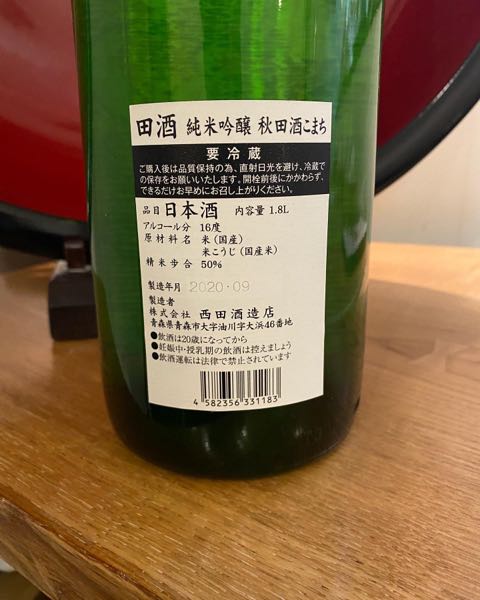 田酒 純米吟醸 秋田酒こまち
要冷蔵
ご購入後は品質保持の為、直射日光を避け、冷蔵で
の保存をお願いいたします。開栓前後にかかわらず、
できるだけお早めにお召し上がりください。
品目 日本酒 内容量 1.8L
アルコール分 16度
原材料名 米(国産)
米こうじ(国産米)
精米歩合 50%
製造年月 2020·09
製造者
株式会社 西田酒造店
青森県青森市大字油川字大浜46番地
●飲酒は20歳になってから
●妊娠中・授乳期の飲酒は控えましょう
●飲酒運転は法律で禁止されています
4 582356 331183